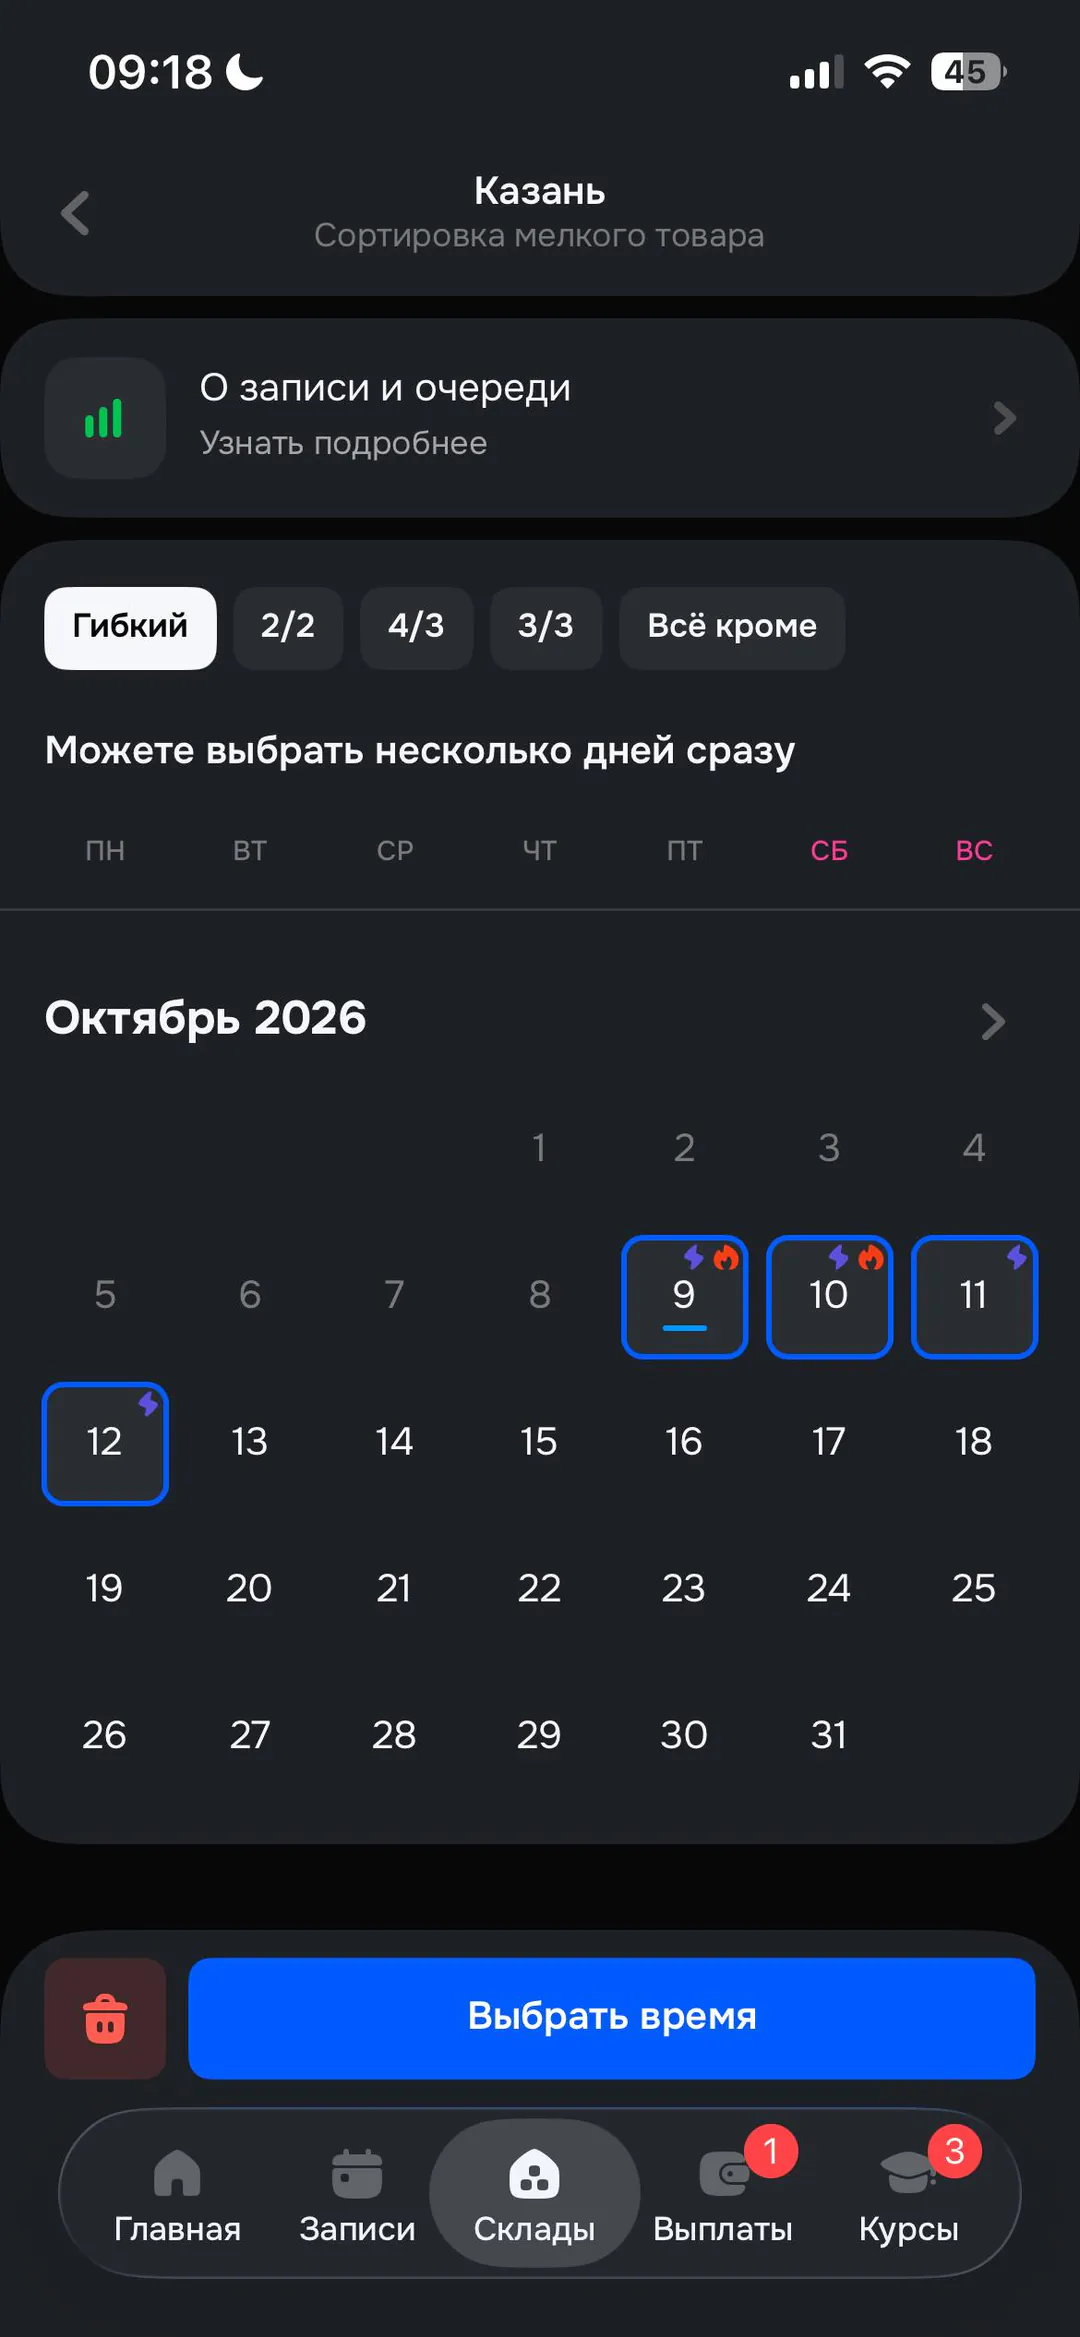 09:18
45
Казань
Сортировка мелкого товара
О записи и очереди
Узнать подробнее
Гибкий 2/2 4/3 3/3 Всё кроме
Можете выбрать несколько дней сразу
ПН ВТ СР ЧТ ПТ СБ ВС
Октябрь 2026
1 2 3 4
5 6 7 8 9 10 11
12 13 14 15 16 17 18
19 20 21 22 23 24 25
26 27 28 29 30 31
Выбрать время
1 3
Главная Записи Склады Выплаты Курсы